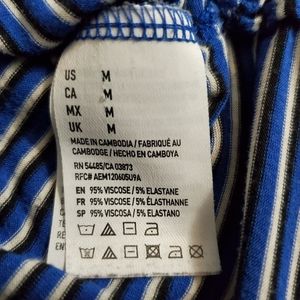 US M
CA M
MX M
UK M
MADE IN CAMBODIA / FABRIQUÉ AU
CAMBODGE / HECHO EN CAMBOYA
RN 54485/CA 03873
RFC# AEM120605U9A
EN 95% VISCOSE / 5% ELASTANE
FR 95% VISCOSE / 5% ÉLASTHANNE
SP 95% VISCOSA / 5% ELASTANO